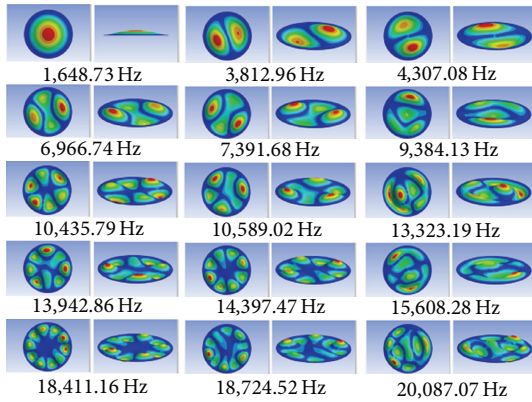 1,648.73 Hz 3,812.96 Hz 4,307.08 Hz
6,966.74 Hz 7,391.68 Hz 9,384.13 Hz
10,435.79 Hz 10,589.02 Hz 13,323.19 Hz
13,942.86 Hz 14,397.47 Hz 15,608.28 Hz
18,411.16 Hz 18,724.52 Hz 20,087.07 Hz